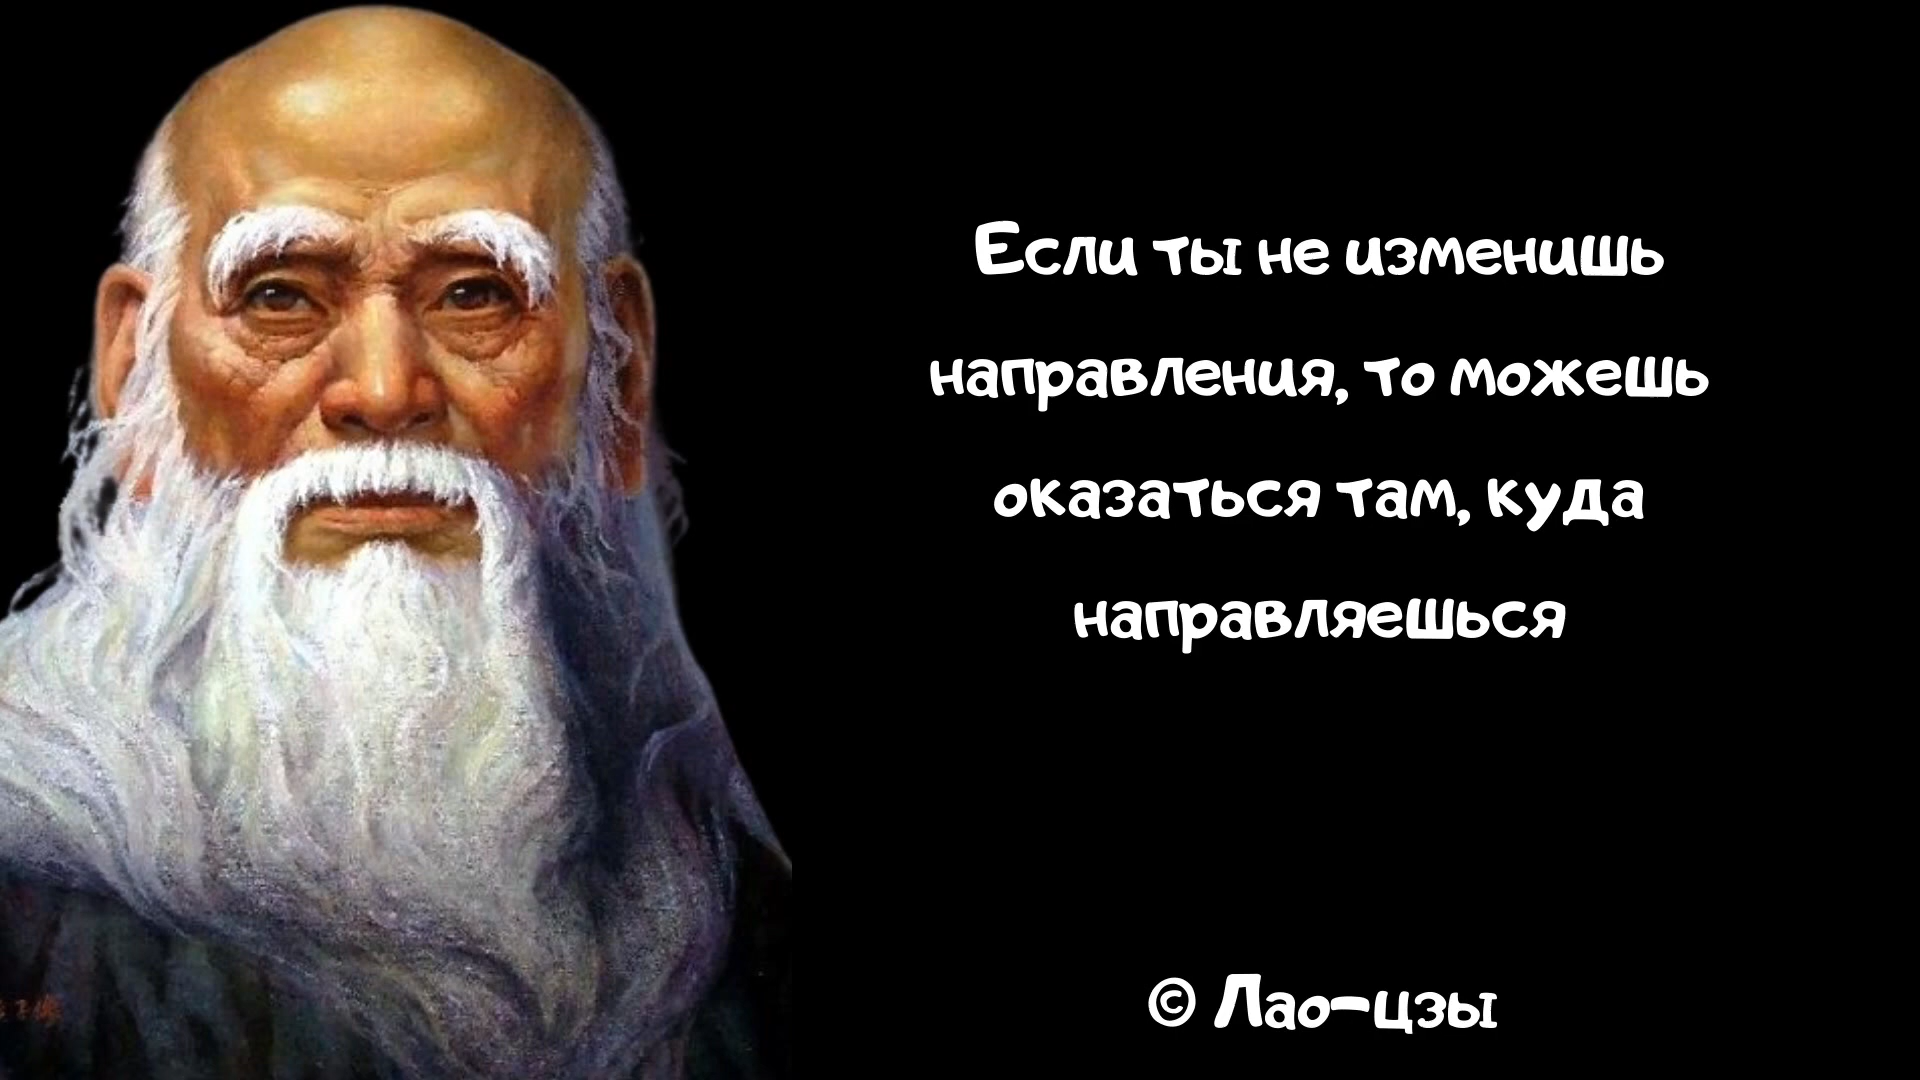 Если ты не изменишь
направления, то можешь
оказаться там, куда
направляешься
© Лао-цзы